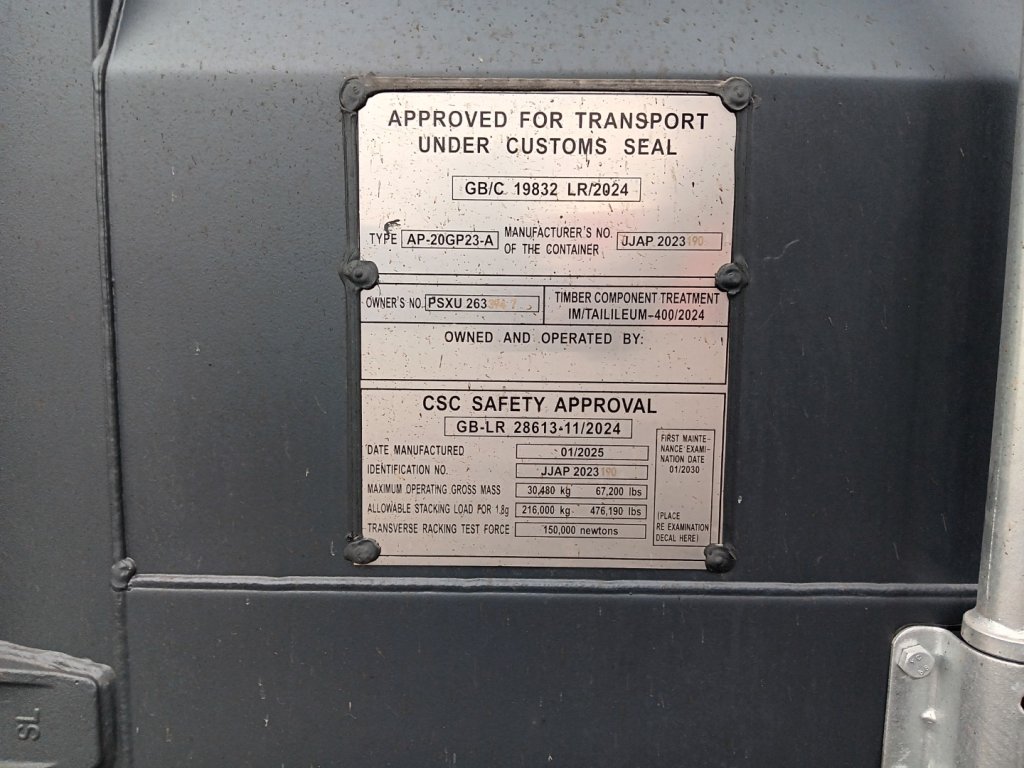 APPROVED FOR TRANSPORT
UNDER CUSTOMS SEAL
GB/C 19832 LR/2024
TYPE AP-20GP23-A MANUFACTURER'S NO. OF THE CONTAINER JJAP 2023190
OWNER'S NO. PSXU 263
TIMBER COMPONENT TREATMENT
IM/TAILILEUM-400/2024
OWNED AND OPERATED BY:
CSC SAFETY APPROVAL
GB-LR 28613-11/2024
DATE MANUFACTURED 01/2025
IDENTIFICATION NO. JJAP 2023190
MAXIMUM OPERATING GROSS MASS 30,480 kg 67,200 lbs
ALLOWABLE STACKING LOAD FOR 1.8g 216,000 kg 476,190 lbs
TRANSVERSE RACKING TEST FORCE 150,000 newtons
FIRST MAINTE-
NANCE EXAMI-
NATION DATE
01/2030
(PLACE
RE EXAMINATION
DECAL HERE)
SL